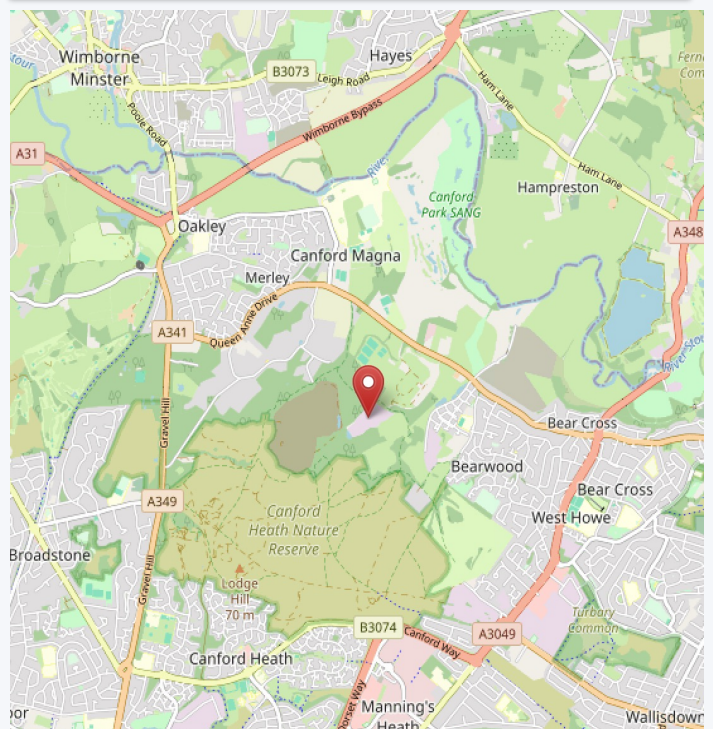 Wimborne
Minster
Hayes
B3073
Leigh Road
Ham Lane
Poole Road
Wimborne Bypass
A31
River
Ham Lane
Hampreston
Canford
Park SANG
Oakley
A348
Canford Magna
Merley
Queen Anne Drive
A341
Gravel Hill
Bear Cross
Bearwood
Bear Cross
A349
West Howe
Canford
Heath Nature
Reserve
Broadstone
Gravel Hill
Lodge
Hill
70 m
Turbary
Common
B3074
Canford Way
A3049
Canford Heath
Manning's
Heath
Wallisdown